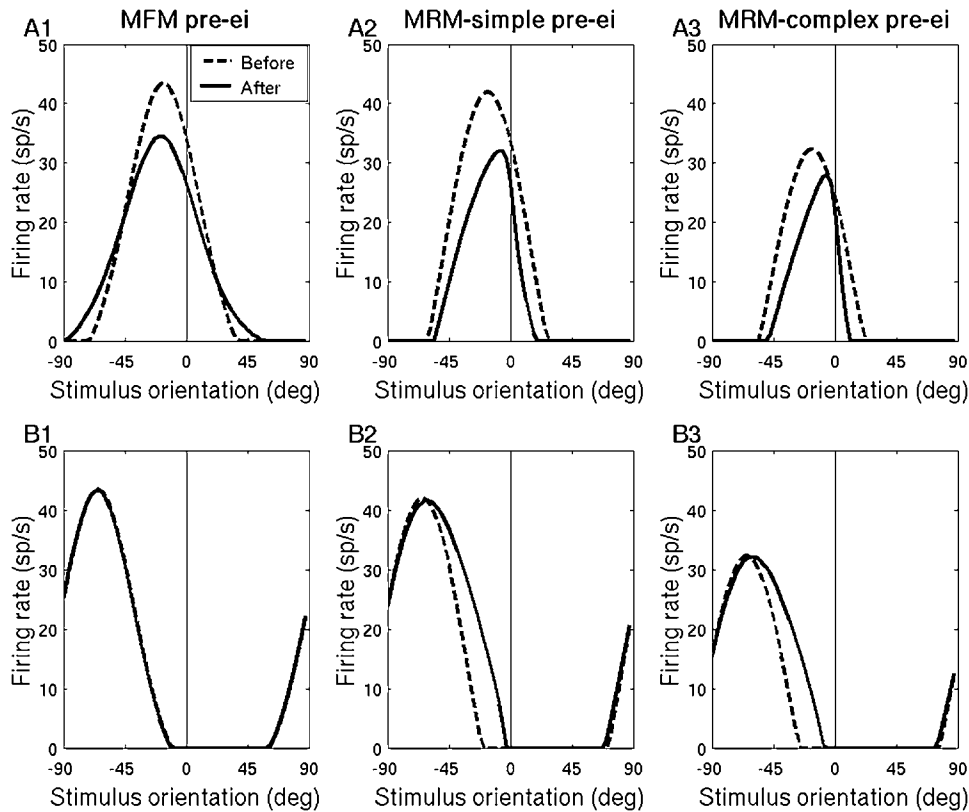 MFM pre-ei
MRM-simple pre-ei
MRM-complex pre-ei
A1
A2
A3
Before
After
50
40
30
20
10
0
-90
-45
0
45
90
Firing rate (sp/s)
Stimulus orientation (deg)
50
40
30
20
10
0
-90
-45
0
45
90
Firing rate (sp/s)
Stimulus orientation (deg)
50
40
30
20
10
0
-90
-45
0
45
90
Firing rate (sp/s)
Stimulus orientation (deg)
B1
50
40
30
20
10
0
-90
-45
0
45
90
Firing rate (sp/s)
Stimulus orientation (deg)
B2
50
40
30
20
10
0
-90
-45
0
45
90
Firing rate (sp/s)
Stimulus orientation (deg)
B3
50
40
30
20
10
0
-90
-45
0
45
90
Firing rate (sp/s)
Stimulus orientation (deg)